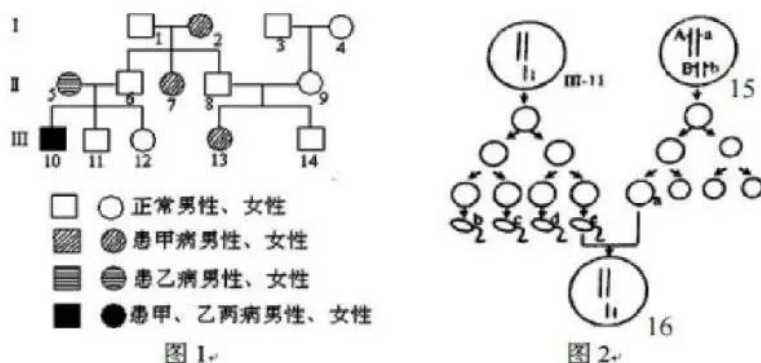 I
1 2 3 4
II
5 6 7 8 9
III
10 11 12 13 14
正常男性、女性
患甲病男性、女性
患乙病男性、女性
患甲、乙两病男性、女性
图 1
III-11
A a
B b
15
a
b c d e
16
图 2